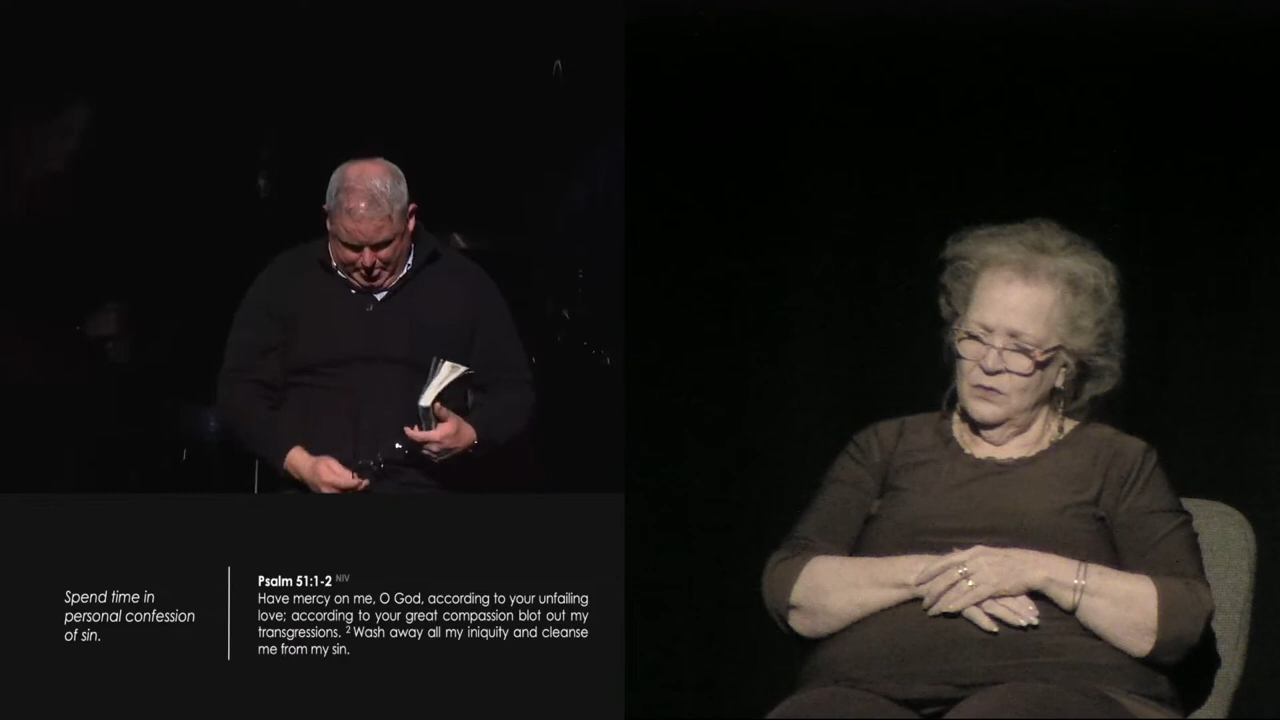 Spend time in
personal confession
of sin.
Psalm 51:1-2 NIV
Have mercy on me, O God, according to your unfailing
love; according to your great compassion blot out my
transgressions. 2 Wash away all my iniquity and cleanse
me from my sin.